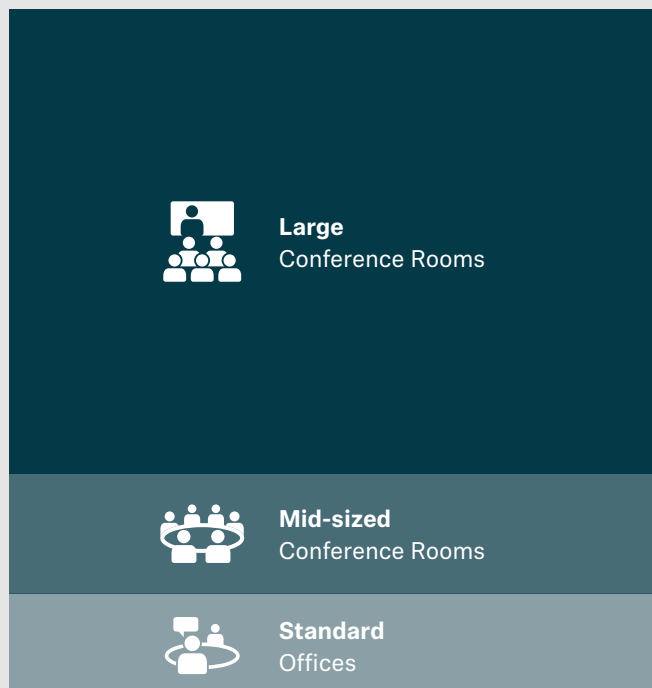 Large
Conference Rooms
Mid-sized
Conference Rooms
Standard
Offices